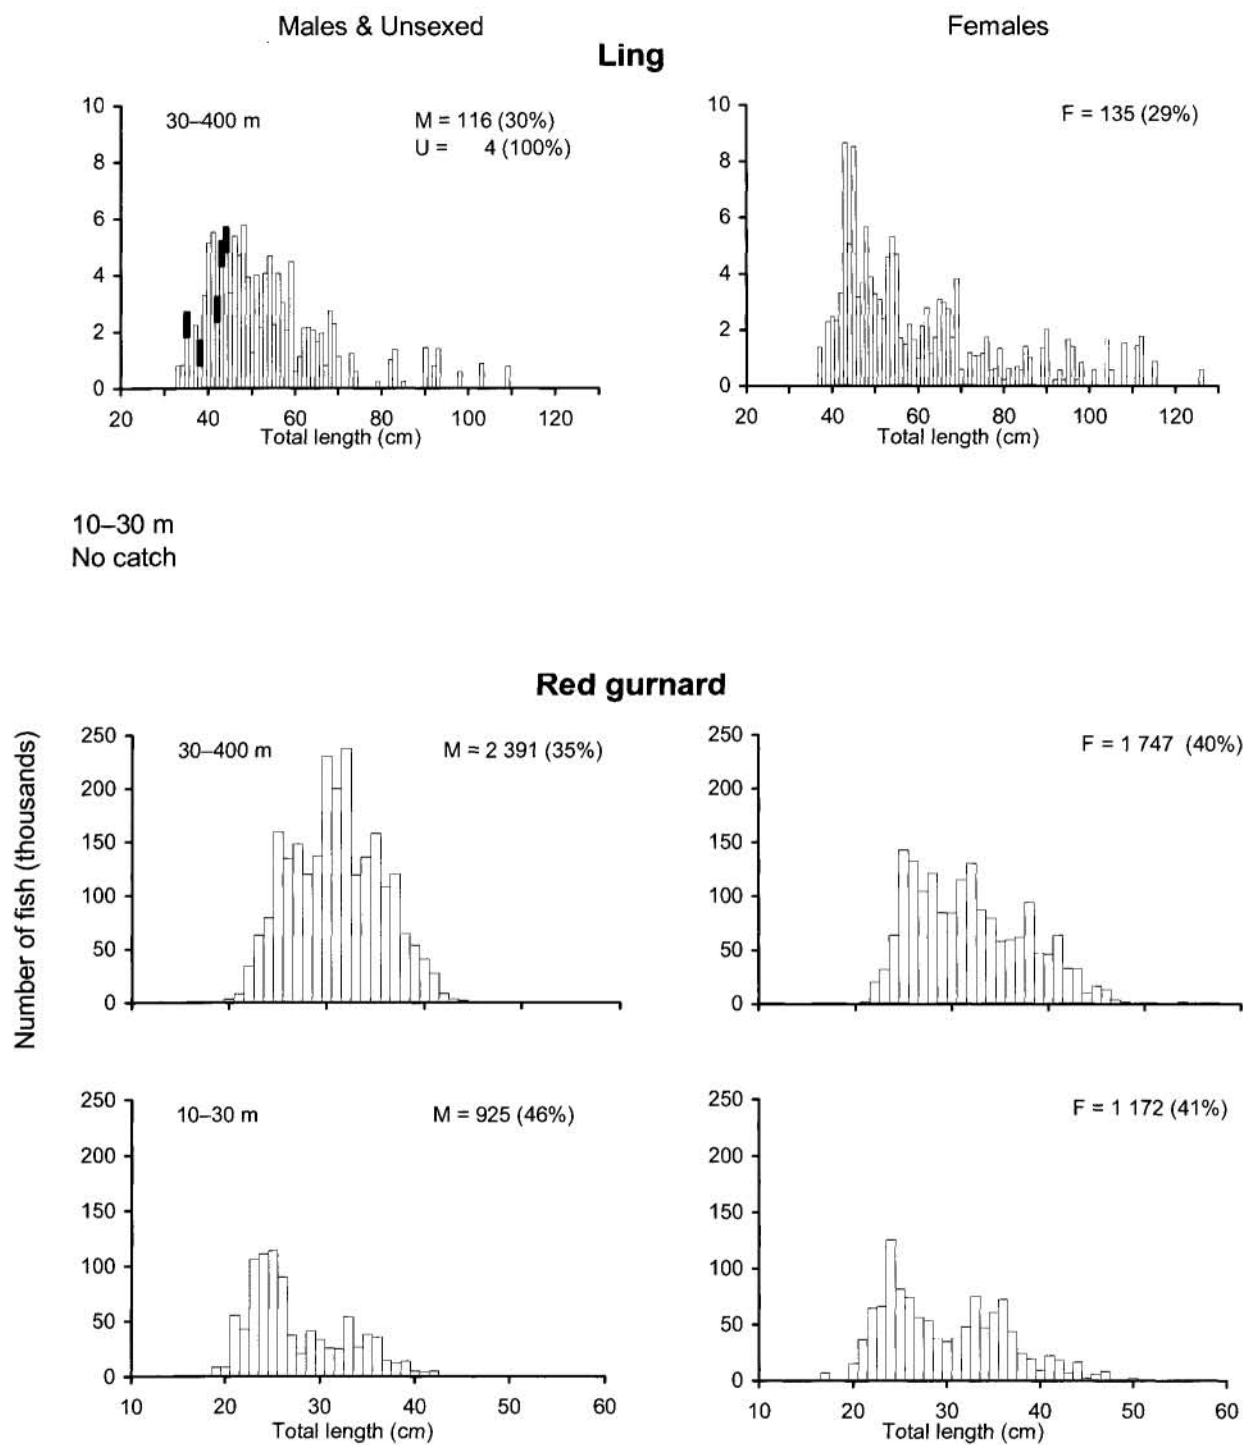 Males & Unsexed
Females
Ling
10
8
6
4
2
0
30–400 m
M = 116 (30%)
U = 4 (100%)
20 40 60 80 100 120
Total length (cm)
10
8
6
4
2
0
F = 135 (29%)
20 40 60 80 100 120
Total length (cm)
10–30 m
No catch
Red gurnard
Number of fish (thousands)
250
200
150
100
50
0
30–400 m
M = 2 391 (35%)
250
200
150
100
50
0
F = 1 747 (40%)
250
200
150
100
50
0
10–30 m
M = 925 (46%)
10 20 30 40 50 60
Total length (cm)
250
200
150
100
50
0
F = 1 172 (41%)
10 20 30 40 50 60
Total length (cm)